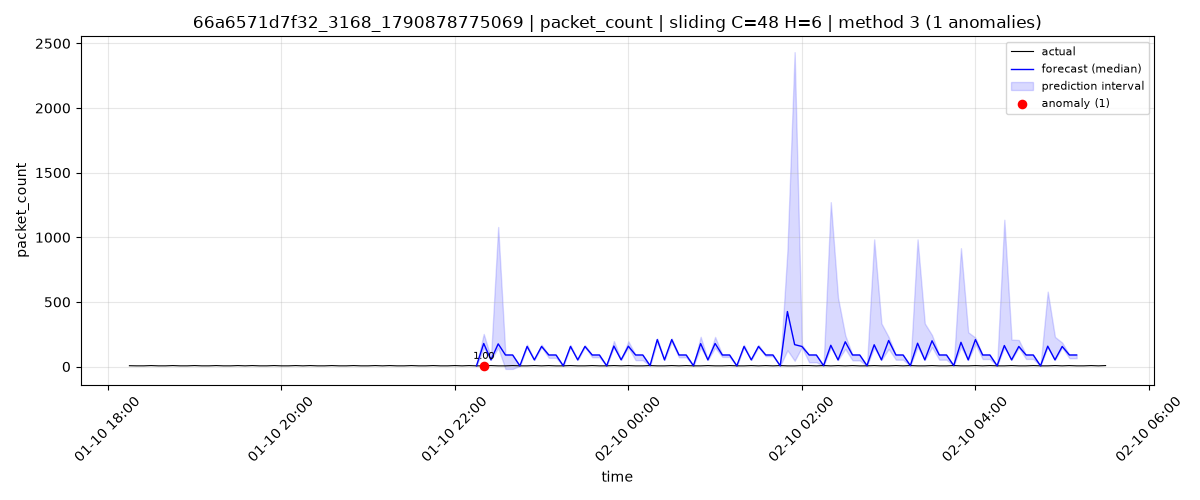 66a6571d7f32_3168_1790878775069 | packet_count | sliding C=48 H=6 | method 3 (1 anomalies)
2500
2000
1500
1000
500
0
packet_count
actual
forecast (median)
prediction interval
anomaly (1)
1.00
01-10 18:00
01-10 20:00
01-10 22:00
02-10 00:00
02-10 02:00
02-10 04:00
02-10 06:00
time